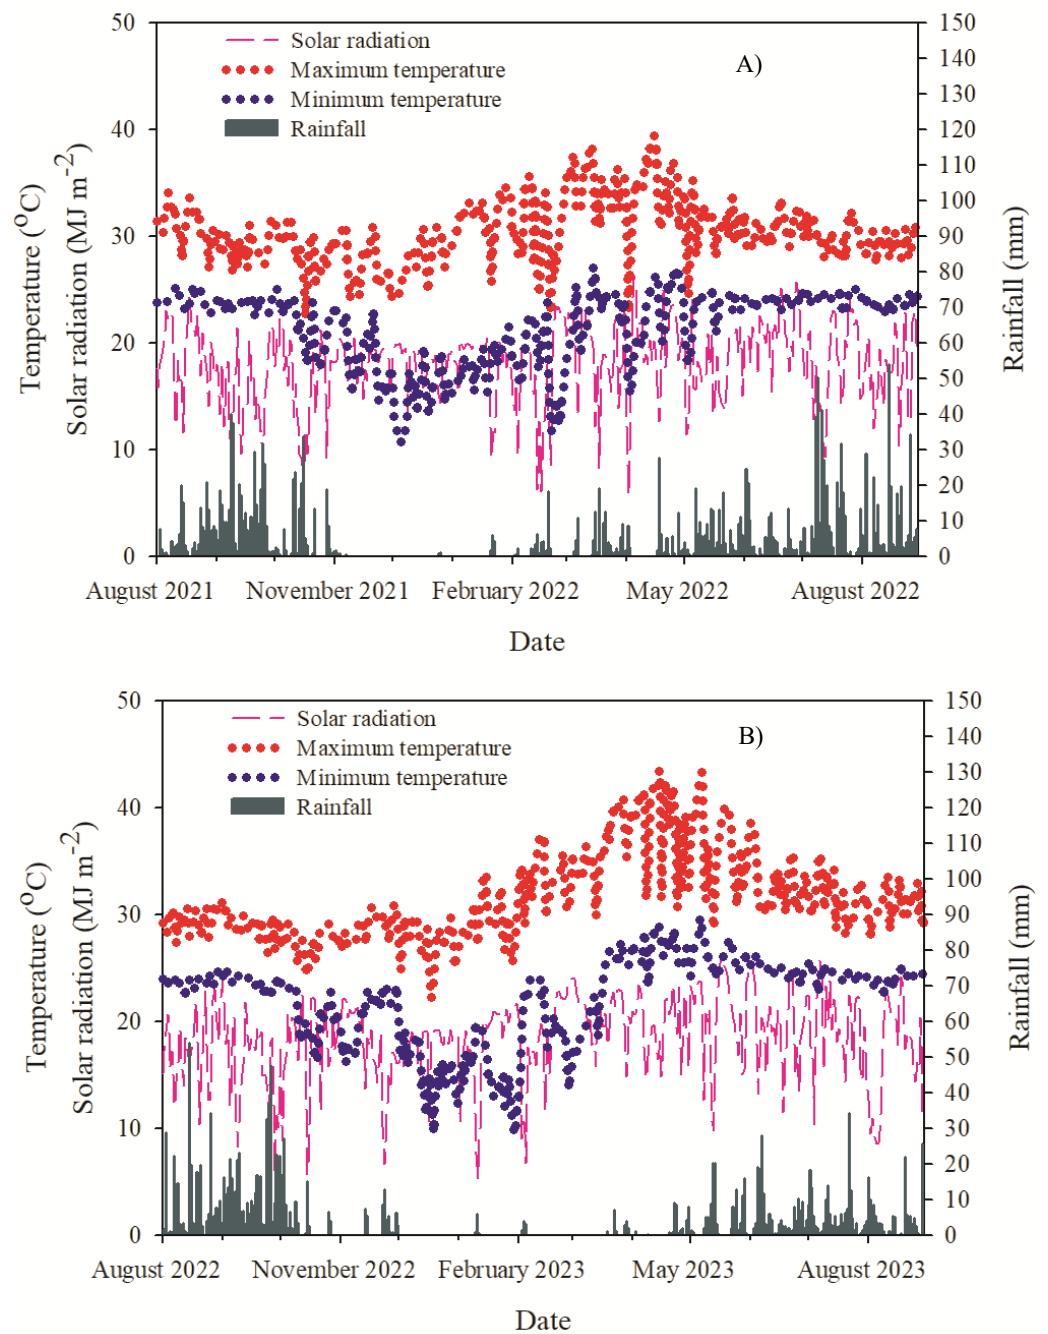 Solar radiation
Maximum temperature
Minimum temperature
Rainfall
A)
50
40
30
20
10
0
Temperature (°C)
Solar radiation (MJ m⁻²)
150
140
130
120
110
100
90
80
70
60
50
40
30
20
10
0
Rainfall (mm)
August 2021 November 2021 February 2022 May 2022 August 2022
Date
Solar radiation
Maximum temperature
Minimum temperature
Rainfall
B)
50
40
30
20
10
0
Temperature (°C)
Solar radiation (MJ m⁻²)
150
140
130
120
110
100
90
80
70
60
50
40
30
20
10
0
Rainfall (mm)
August 2022 November 2022 February 2023 May 2023 August 2023
Date